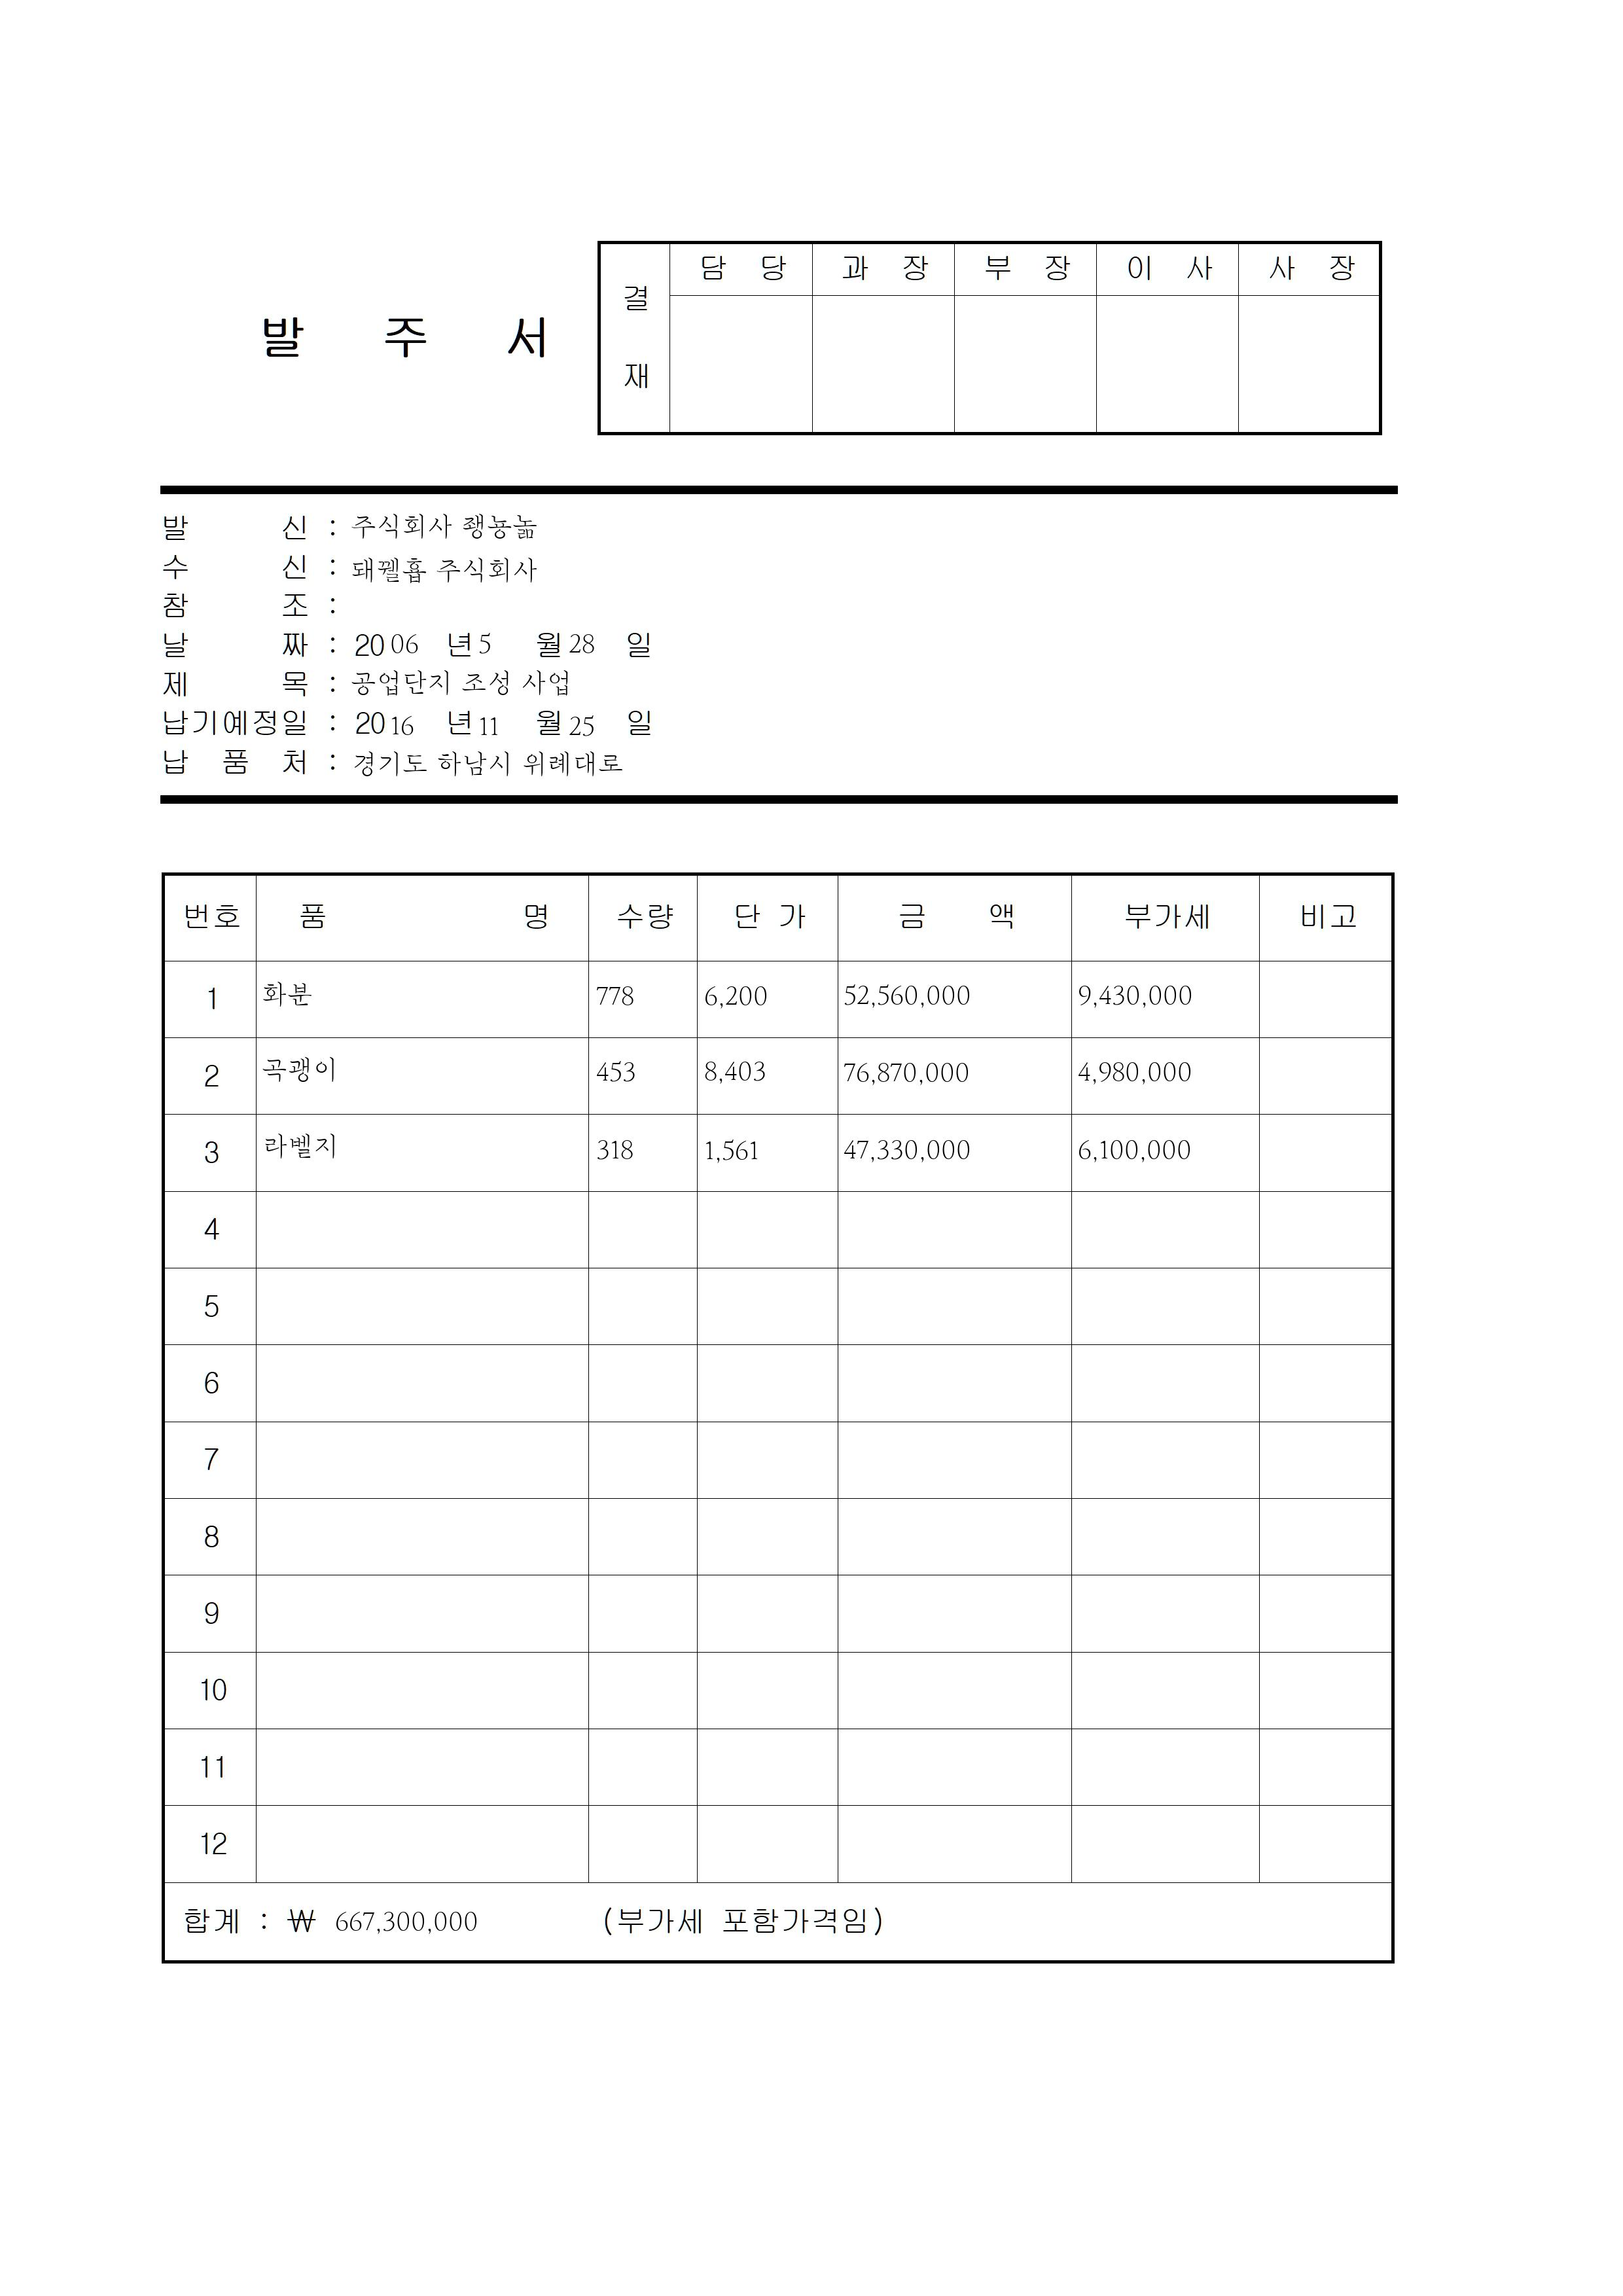 담 당 과 장 부 장 이 사 사 장
결
재
발 주 서
발 신 : 주식회사
수 신 : 주식회사
참 조 :
날 짜 : 2006 년 5 월 28 일
제 목 : 공업단지 조성 사업
납기예정일 : 2016 년 11 월 25 일
납 품 처 : 경기도 하남시 위례대로
번호 품 명 수량 단 가 금 액 부가세 비고
1 화분 778 6,200 52,560,000 9,430,000
2 곡괭이 453 8,403 76,870,000 4,980,000
3 라벨지 318 1,561 47,330,000 6,100,000
4
5
6
7
8
9
10
11
12
합계 : ₩ 667,300,000 (부가세 포함가격임)